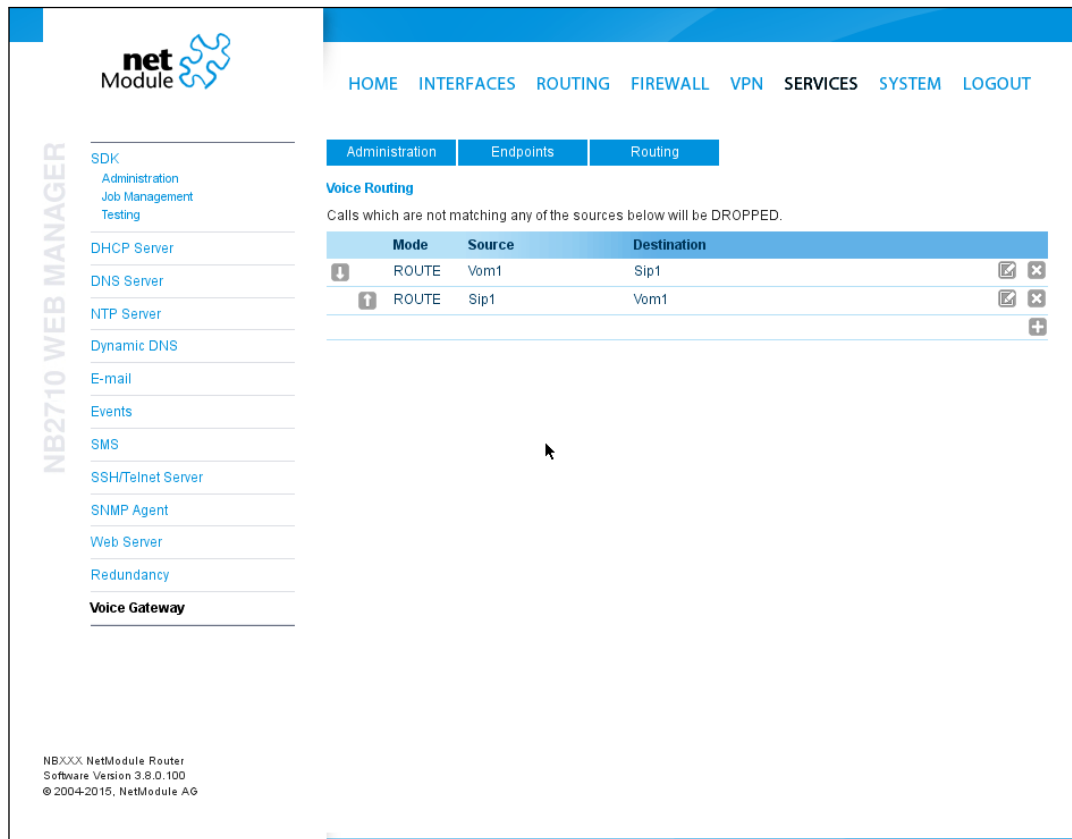 net
Module
HOME INTERFACES ROUTING FIREWALL VPN SERVICES SYSTEM LOGOUT
NB2710 WEB MANAGER
SDK
Administration
Job Management
Testing
DHCP Server
DNS Server
NTP Server
Dynamic DNS
E-mail
Events
SMS
SSH/Telnet Server
SNMP Agent
Web Server
Redundancy
Voice Gateway
Administration Endpoints Routing
Voice Routing
Calls which are not matching any of the sources below will be DROPPED.
Mode Source Destination
ROUTE Vom1 Sip1
ROUTE Sip1 Vom1
NBXXX NetModule Router
Software Version 3.8.0.100
© 2004-2015, NetModule AG